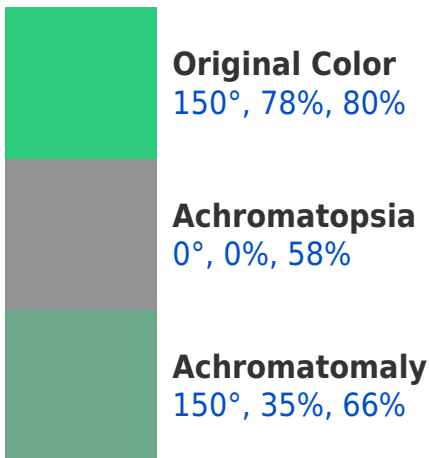 Original Color
150°, 78%, 80%
Achromatopsia
0°, 0%, 58%
Achromatomaly
150°, 35%, 66%